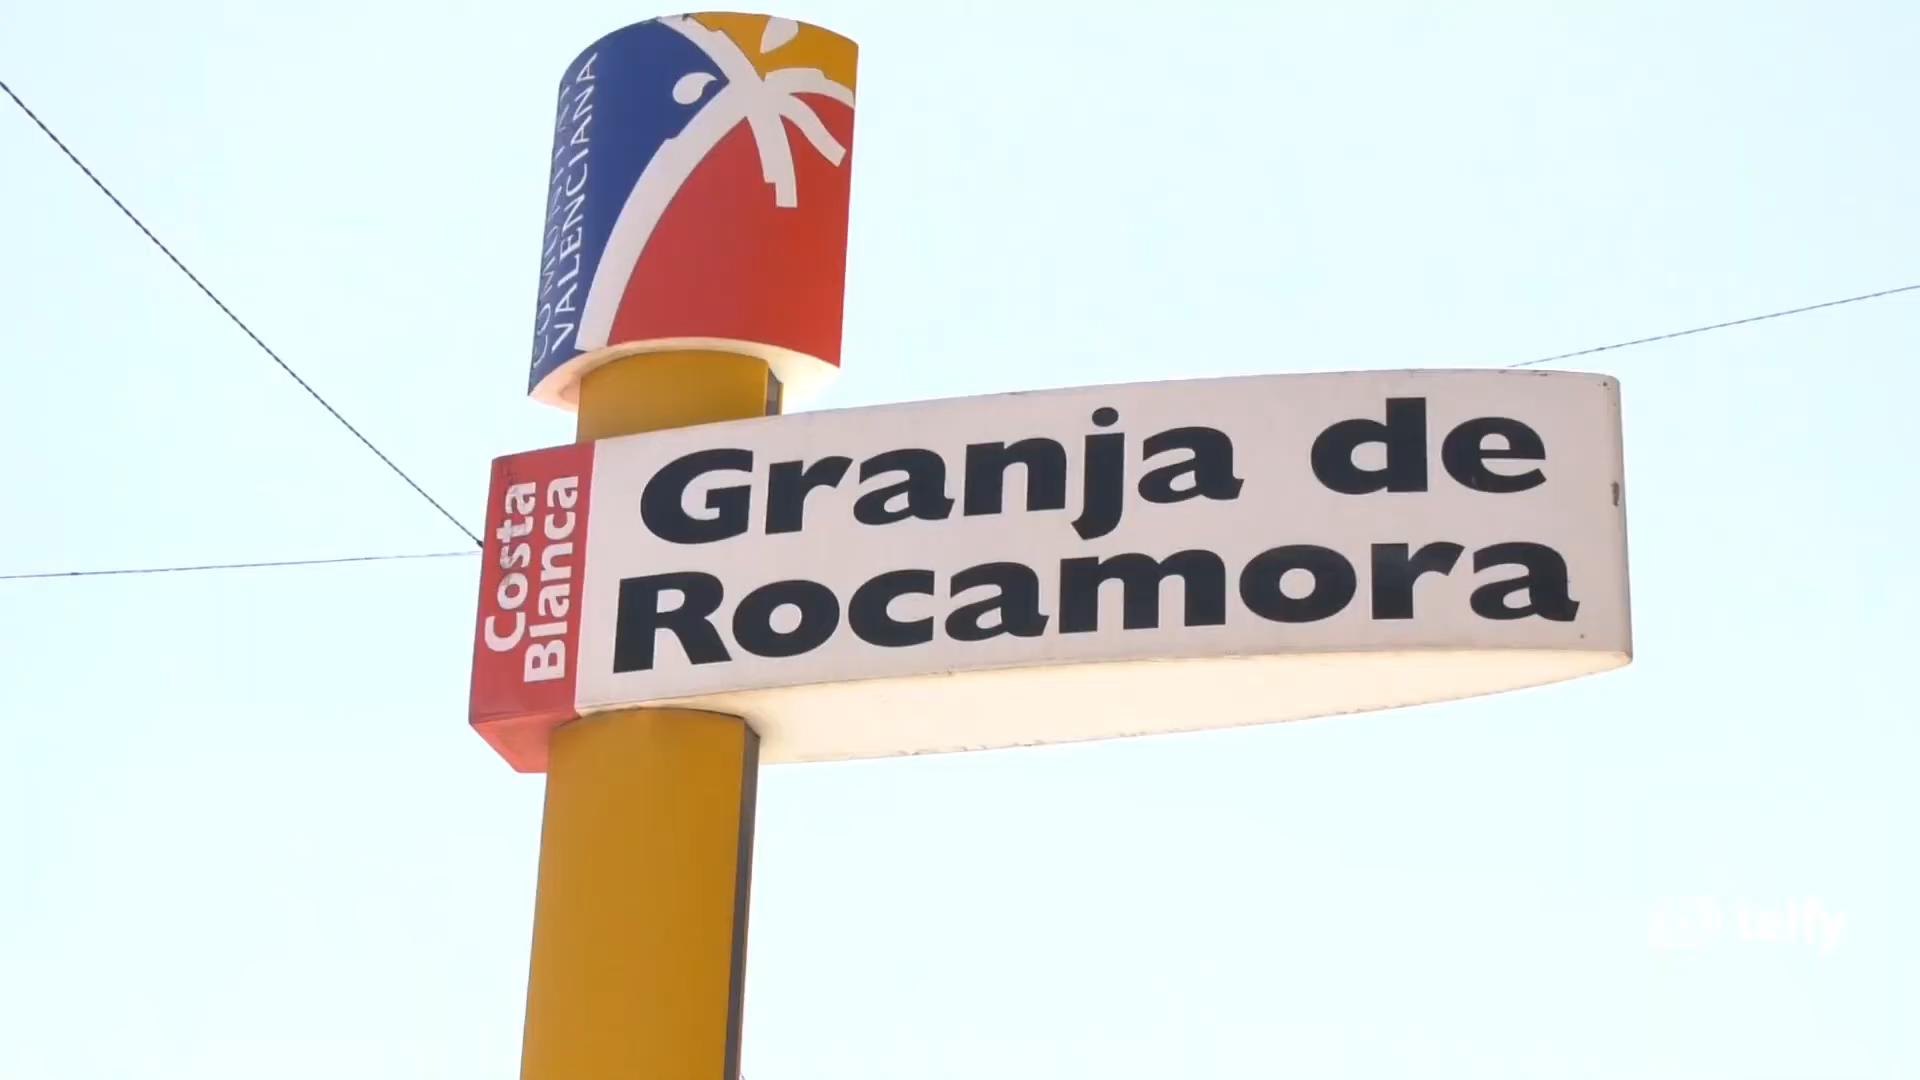 COMUNITAT
VALENCIANA
Costa
Blanca
Granja de
Rocamora
telfy